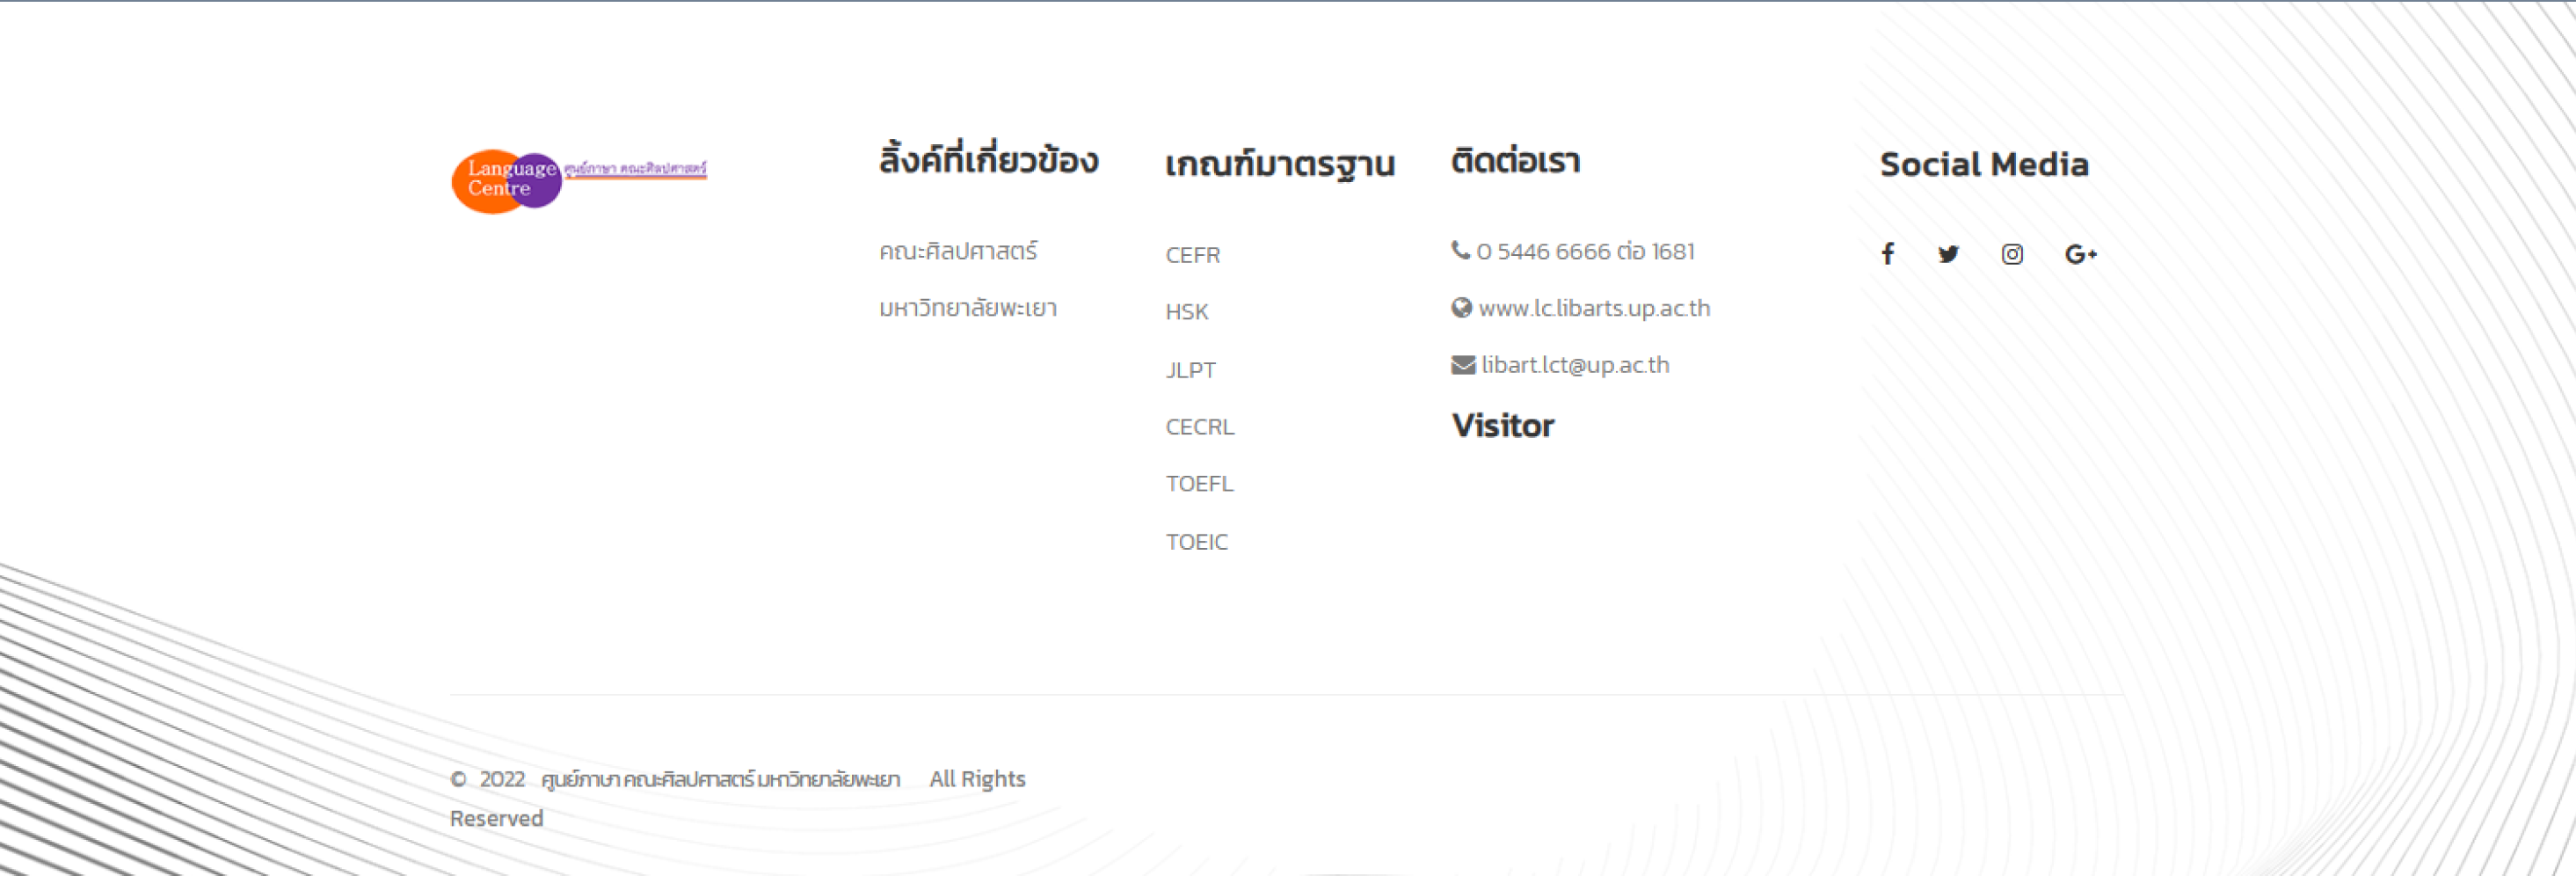 Language
Centre
ศูนย์ภาษา คณะศิลปศาสตร์
ลิ้งค์ที่เกี่ยวข้อง
คณะศิลปศาสตร์
มหาวิทยาลัยพะเยา
เกณฑ์มาตรฐาน
CEFR
HSK
JLPT
CECRL
TOEFL
TOEIC
ติดต่อเรา
0 5446 6666 ต่อ 1681
www.lc.libarts.up.ac.th
libart.lct@up.ac.th
Visitor
Social Media
© 2022 ศูนย์ภาษา คณะศิลปศาสตร์ มหาวิทยาลัยพะเยา All Rights
Reserved